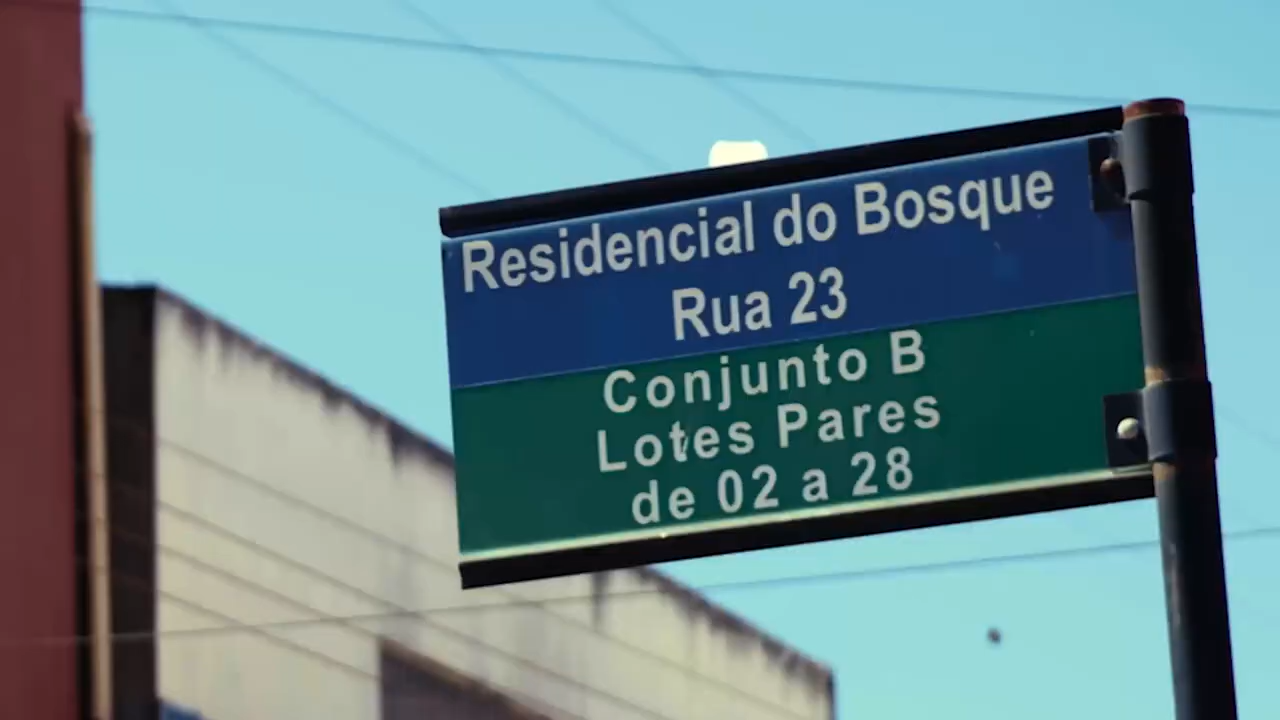 Residencial do Bosque
Rua 23
Conjunto B
Lotes Pares
de 02 a 28